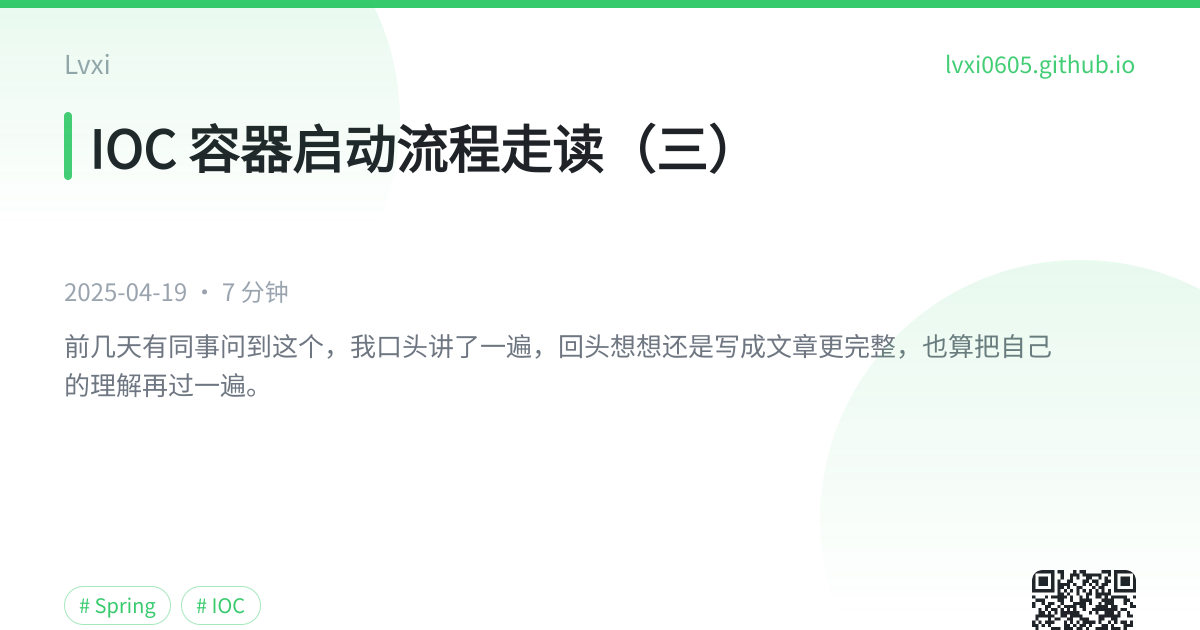 Lvxi
lvxi0605.github.io
IOC 容器启动流程走读（三）
2025-04-19 · 7 分钟
前几天有同事问到这个，我口头讲了一遍，回头想想还是写成文章更完整，也算把自己
的理解再过一遍。
# Spring
# IOC